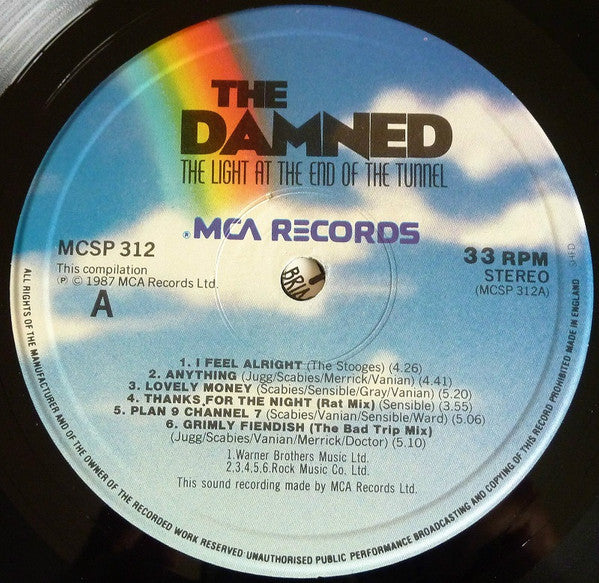 THE
DAMNED
THE LIGHT AT THE END OF THE TUNNEL
® MCA RECORDS
MCSP 312
This compilation
Ⓟ © 1987 MCA Records Ltd.
A
33 RPM
STEREO
(MCSP 312A)
1. I FEEL ALRIGHT (The Stooges) (4.26)
2. ANYTHING (Jugg/Scabies/Merrick/Vanian) (4.41)
3. LOVELY MONEY (Scabies/Sensible/Gray/Vanian) (5.20)
4. THANKS FOR THE NIGHT (Rat Mix) (Sensible) (3.55)
5. PLAN 9 CHANNEL 7 (Scabies/Vanian/Sensible/Ward) (5.06)
6. GRIMLY FIENDISH (The Bad Trip Mix)
(Jugg/Scabies/Vanian/Merrick/Doctor) (5.10)
1.Warner Brothers Music Ltd.
2,3,4,5,6.Rock Music Co. Ltd.
This sound recording made by MCA Records Ltd.
ALL RIGHTS OF THE MANUFACTURER AND OF THE OWNER OF THE RECORDED WORK RESERVED·UNAUTHORISED PUBLIC PERFORMANCE BROADCASTING AND COPYING OF THIS RECORD PROHIBITED MADE IN ENGLAND